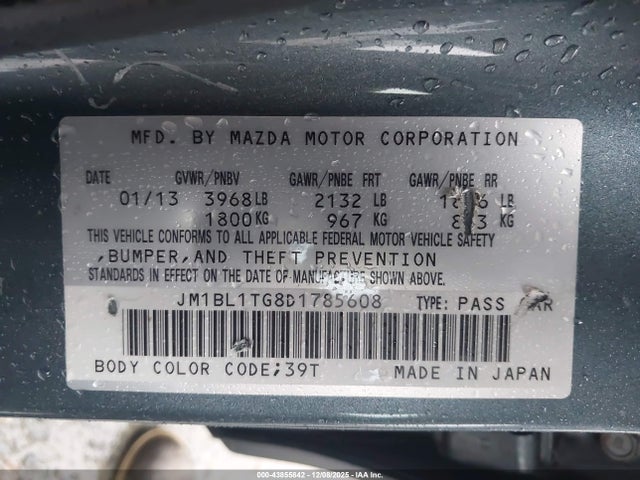 MFD. BY MAZDA MOTOR CORPORATION
DATE GVWR/PNBV GAWR/PNBE FRT GAWR/PNBE RR
01/13 3968LB 2132 LB LB
1800KG 967 KG KG
THIS VEHICLE CONFORMS TO ALL APPLICABLE FEDERAL MOTOR VEHICLE SAFETY
,BUMPER,AND THEFT PREVENTION
STANDARDS IN EFFECT ON THE DATE OF MANUFACTURE SHOWN ABOVE.
JM1BL1TG8D1785608 TYPE: PASS
BODY COLOR CODE;39T MADE IN JAPAN
000-43855842 - 12/08/2025 - IAAI Inc.